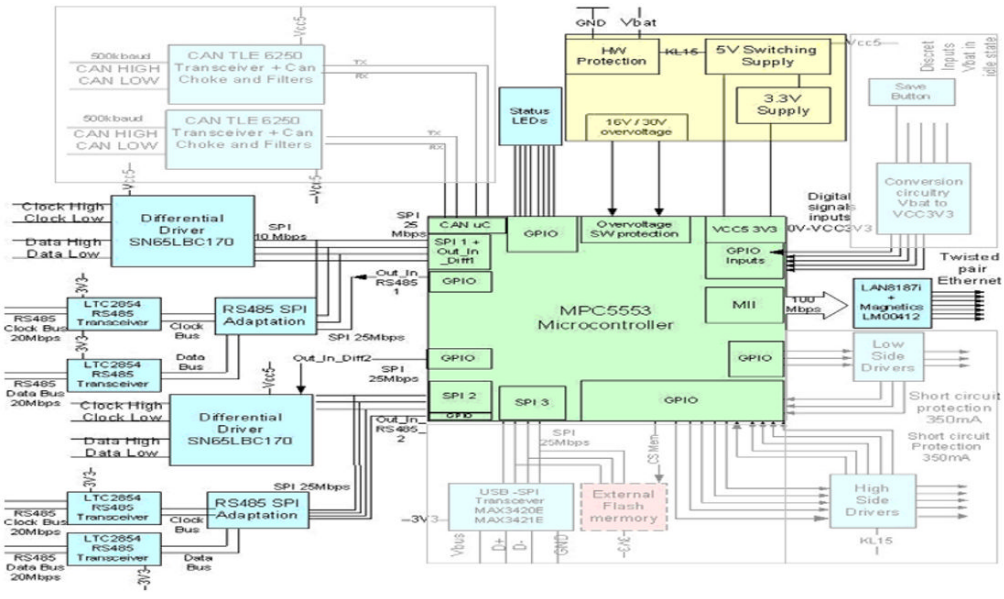 GND
Vbat
Vcc5
500kbaud
CAN HIGH
CAN LOW
CAN TLE 6250
Transceiver + Can
Choke and Filters
TX
RX
500kbaud
CAN HIGH
CAN LOW
CAN TLE 6250
Transceiver + Can
Choke and Filters
TX
RX
Vcc5
Vcc5
Status
LEDs
HW
Protection
KL15
5V Switching
Supply
Vcc5
3.3V
Supply
16V / 30V
overvoltage
Discret
Inputs
Vbat in
idle state
Save
Button
Conversion
circuitry
Vbat to
VCC3V3
Clock High
Clock Low
Data High
Data Low
Differential
Driver
SN65LBC170
SPI
10 Mbps
SPI
25
Mbps
CAN uC
SPI 1 +
Out_In
_Diff1
GPIO
GPIO
Overvoltage
SW protection
VCC5 3V3
GPIO
Inputs
Digital
signals
inputs
0V-VCC3V3
MPC5553
Microcontroller
MII
100
Mbps
LAN8187i
+
Magnetics
LM00412
Twisted
pair
Ethernet
Out_In
RS485
1
3V3
LTC2854
RS485
Transceiver
RS485
Clock Bus
20Mbps
Clock
Bus
RS485 SPI
Adaptation
SPI 25Mbps
3V3
Data
Bus
LTC2854
RS485
Transceiver
RS485
Data Bus
20Mbps
Out_In_Diff2
Vcc5
GPIO
SPI
25Mbps
SPI 2
GPIO
SPI 3
GPIO
GPIO
Out_In
RS485
_2
Low
Side
Drivers
Short circuit
protection
350mA
Short circuit
Protection
350mA
Clock High
Clock Low
Data High
Data Low
Differential
Driver
SN65LBC170
SPI
25Mbps
CS Mem
3V3
LTC2854
RS485
Transceiver
RS485
Clock Bus
20Mbps
Clock
Bus
SPI 25Mbps
RS485 SPI
Adaptation
LTC2854
RS485
Transceiver
RS485
Data Bus
20Mbps
Data
Bus
3V3
3V3
USB -SPI
Transcever
MAX3420E
MAX3421E
Vbus
D+
D-
GND
External
Flash
memory
3V3
High
Side
Drivers
KL15